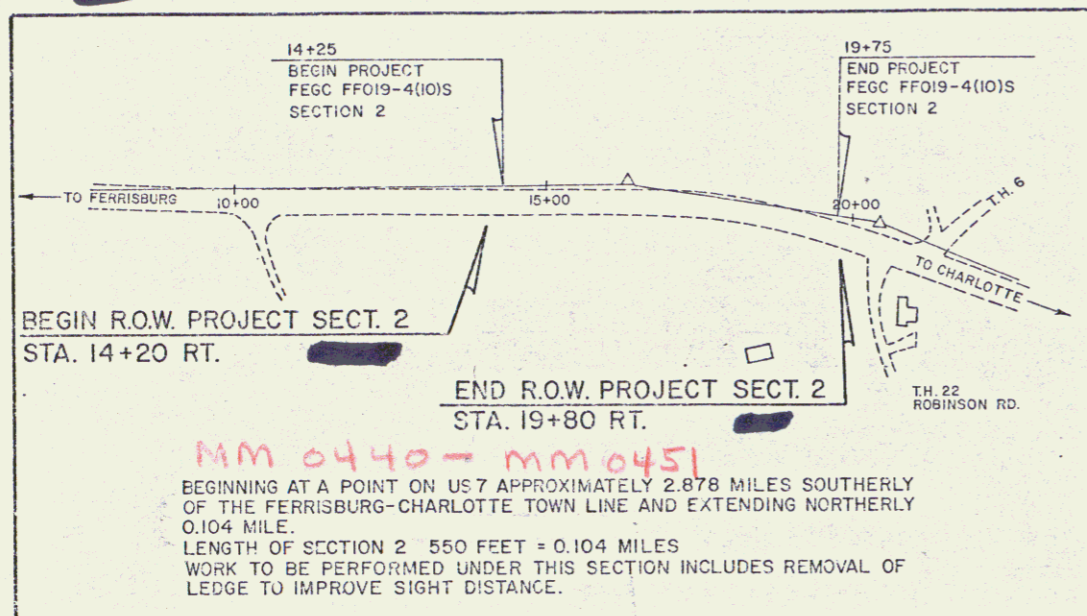 14+25
BEGIN PROJECT
FEGC FF019-4(10)S
SECTION 2
19+75
END PROJECT
FEGC FF019-4(10)S
SECTION 2
TO FERRISBURG
10+00
15+00
20+00
T.H. 6
TO CHARLOTTE
BEGIN R.O.W. PROJECT SECT. 2
STA. 14+20 RT.
END R.O.W. PROJECT SECT. 2
STA. 19+80 RT.
T.H. 22
ROBINSON RD.
MM 0440 - MM 0451
BEGINNING AT A POINT ON US 7 APPROXIMATELY 2.878 MILES SOUTHERLY
OF THE FERRISBURG-CHARLOTTE TOWN LINE AND EXTENDING NORTHERLY
0.104 MILE.
LENGTH OF SECTION 2 550 FEET = 0.104 MILES
WORK TO BE PERFORMED UNDER THIS SECTION INCLUDES REMOVAL OF
LEDGE TO IMPROVE SIGHT DISTANCE.